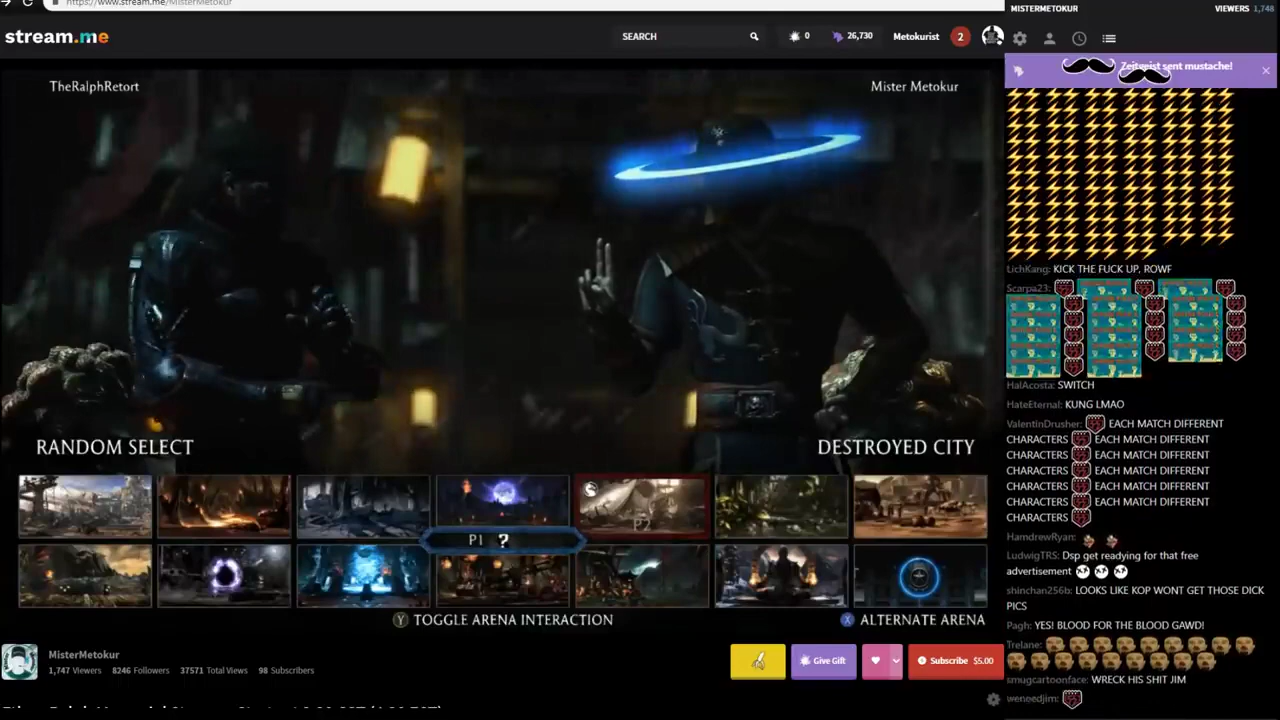 https://www.stream.me/MisterMetokur
MISTERMETOKUR
VIEWERS 1,748
stream.me
SEARCH
0
26,730
Metokurist
2
Zeitgeist sent mustache!
TheRalphRetort
Mister Metokur
LichKang: KICK THE FUCK UP, ROWF
Scarpa23:
HalAcosta: SWITCH
HateEternal: KUNG LMAO
ValentinDrusher: EACH MATCH DIFFERENT
CHARACTERS EACH MATCH DIFFERENT
CHARACTERS EACH MATCH DIFFERENT
CHARACTERS EACH MATCH DIFFERENT
CHARACTERS EACH MATCH DIFFERENT
CHARACTERS EACH MATCH DIFFERENT
CHARACTERS
HamdrewRyan:
LudwigTRS: Dsp get readying for that free
advertisement
shinchan256b: LOOKS LIKE KOP WONT GET THOSE DICK
PICS
Pagh: YES! BLOOD FOR THE BLOOD GAWD!
Trelane:
smugcartoonface: WRECK HIS SHIT JIM
weneedjim:
RANDOM SELECT
DESTROYED CITY
P2
P1 ?
Y TOGGLE ARENA INTERACTION
X ALTERNATE ARENA
MisterMetokur
1,747 Viewers 8246 Followers 37571 Total Views 98 Subscribers
Give Gift
Subscribe $5.00